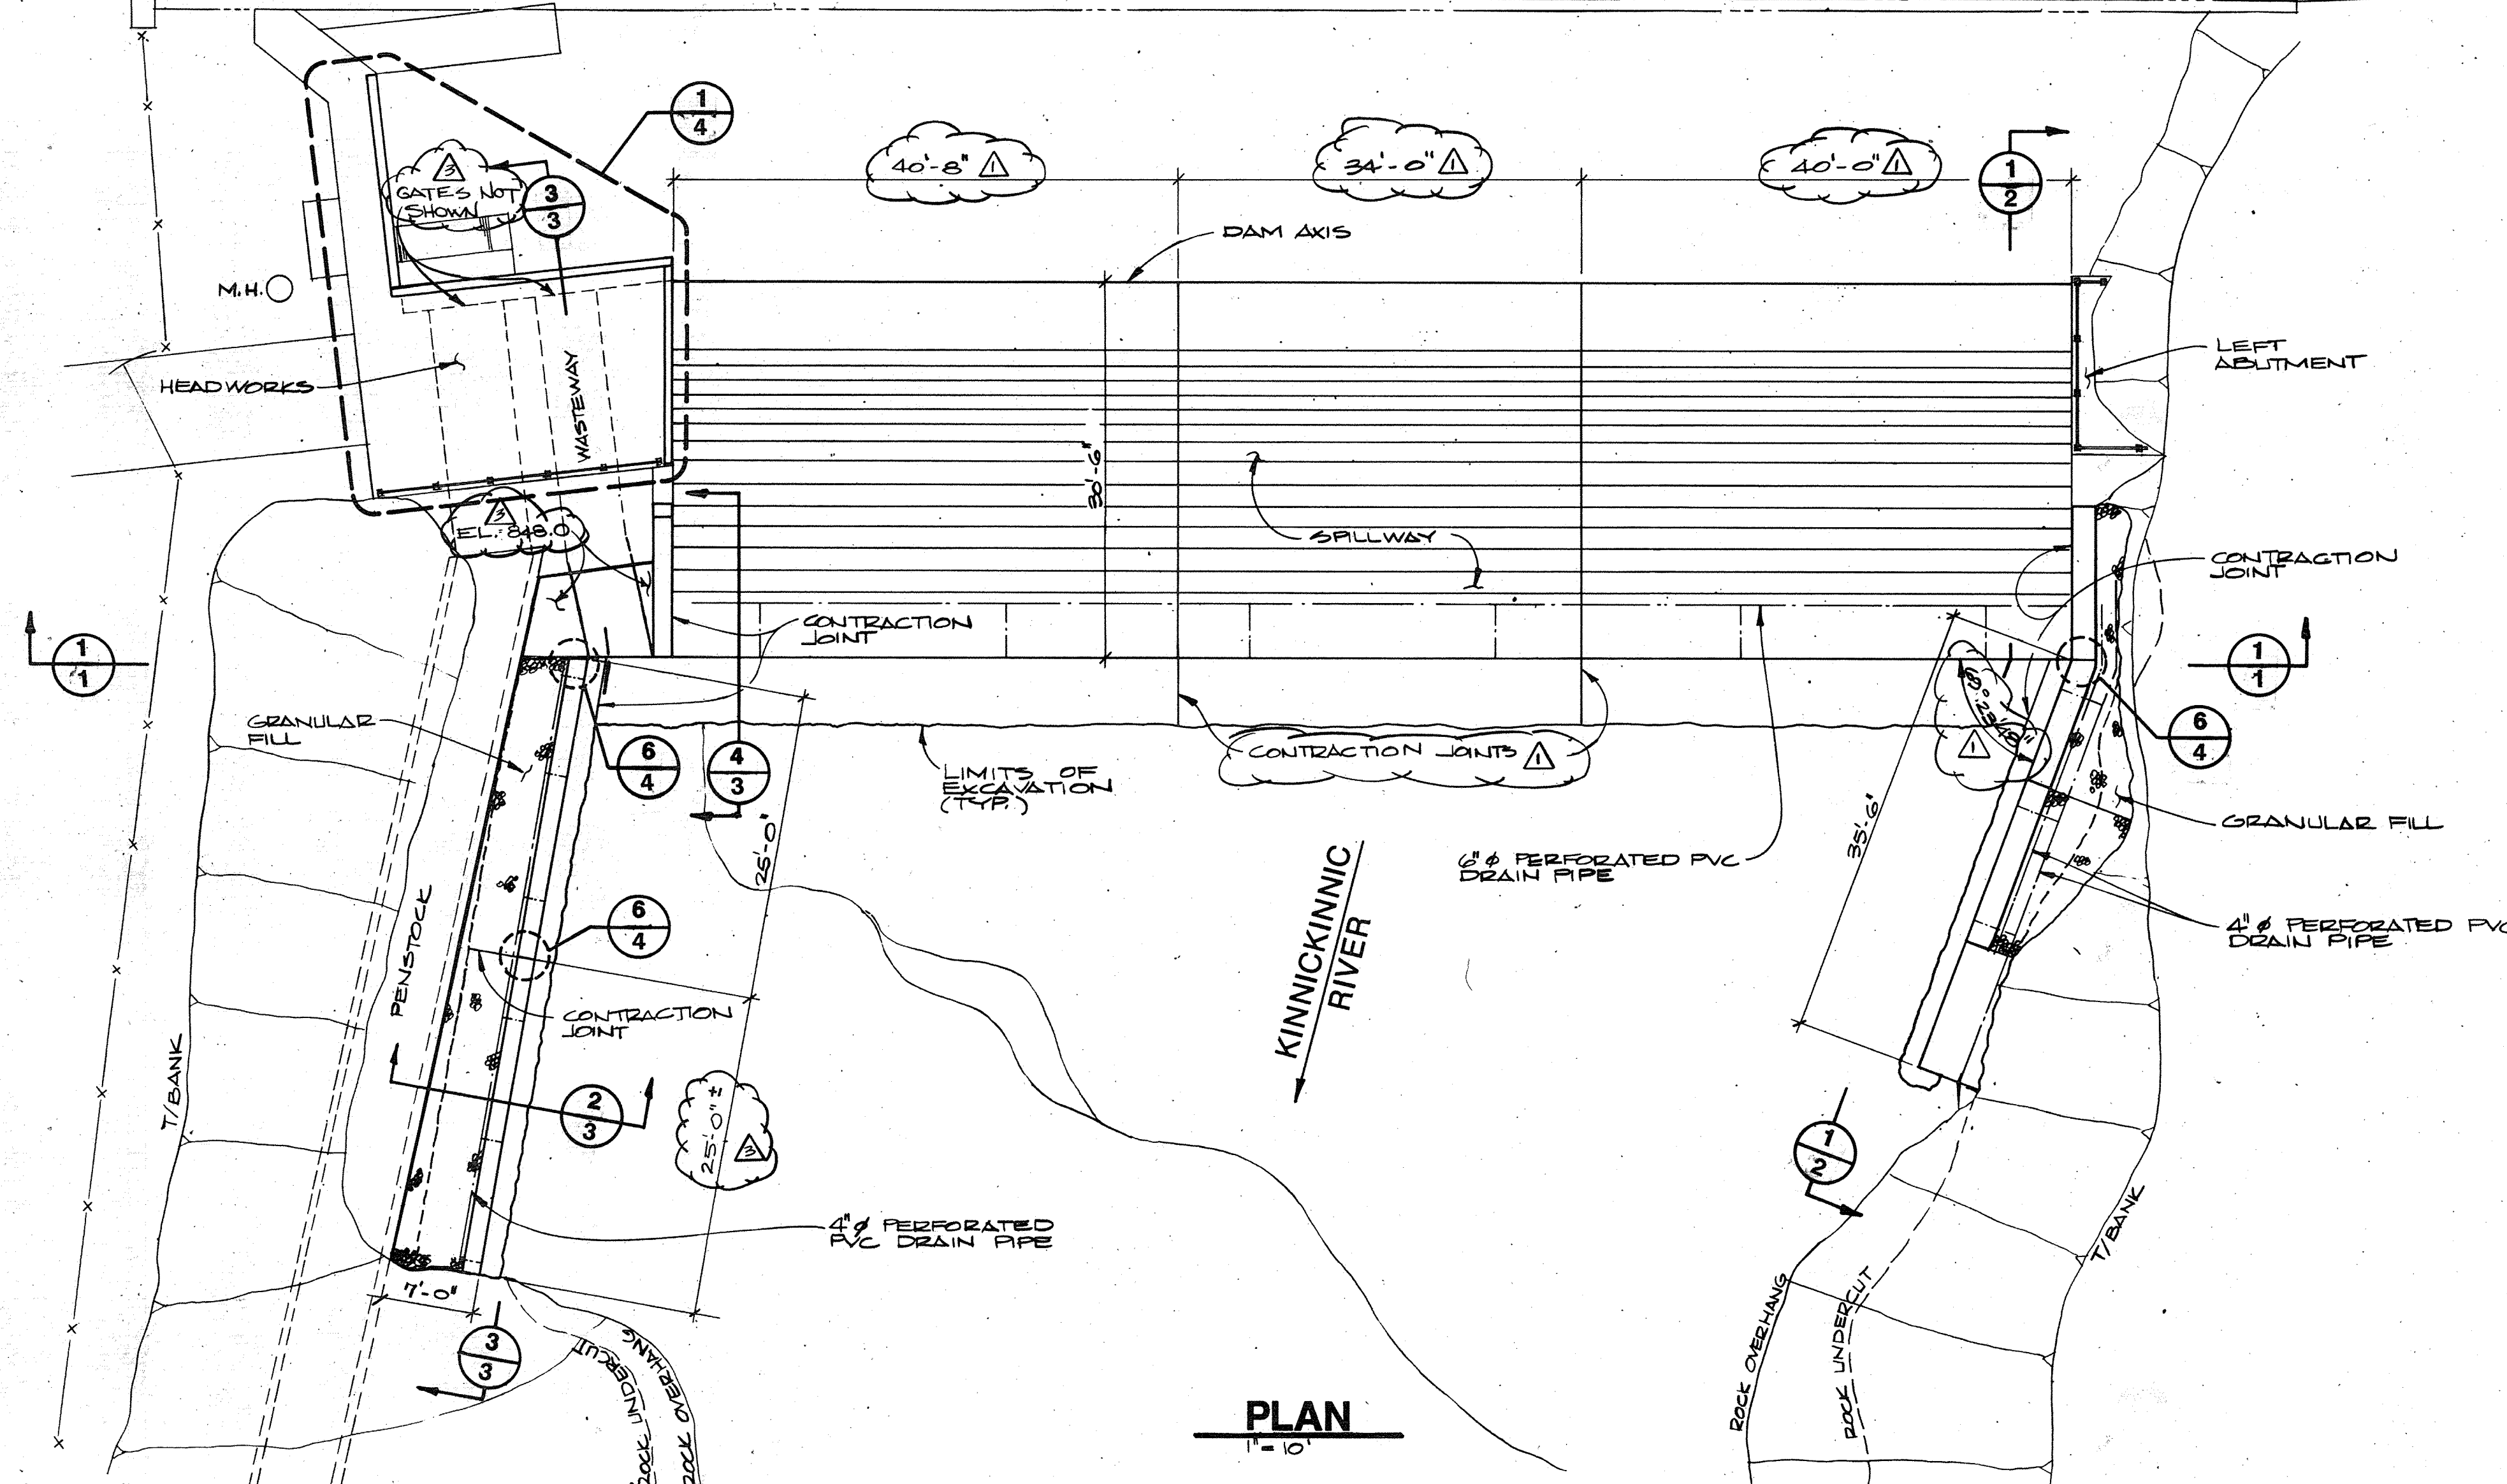 1
4
40'-8" 1
34'-0" 1
40'-0" 1
1
2
3
GATES NOT
SHOWN
3
3
DAM AXIS
M.H.
HEADWORKS
WASTEWAY
LEFT
ABUTMENT
30'-6"
3
EL. 848.0
SPILLWAY
CONTRACTION
JOINT
CONTRACTION
JOINT
1
1
1
1
GRANULAR
FILL
6
4
4
3
LIMITS OF
EXCAVATION
(TYP.)
CONTRACTION JOINTS 1
1
6
4
GRANULAR FILL
25'-0"
35'-6"
6"ø PERFORATED PVC
DRAIN PIPE
KINNICKINNIC
RIVER
PENSTOCK
6
4
4"ø PERFORATED PVC
DRAIN PIPE
CONTRACTION
JOINT
T/BANK
2
3
25'-0"± 3
1
2
4"ø PERFORATED
PVC DRAIN PIPE
T/BANK
7'-0"
3
3
ROCK UNDERCUT
ROCK OVERHANG
ROCK OVERHANG
ROCK UNDERCUT
PLAN
1"=10'